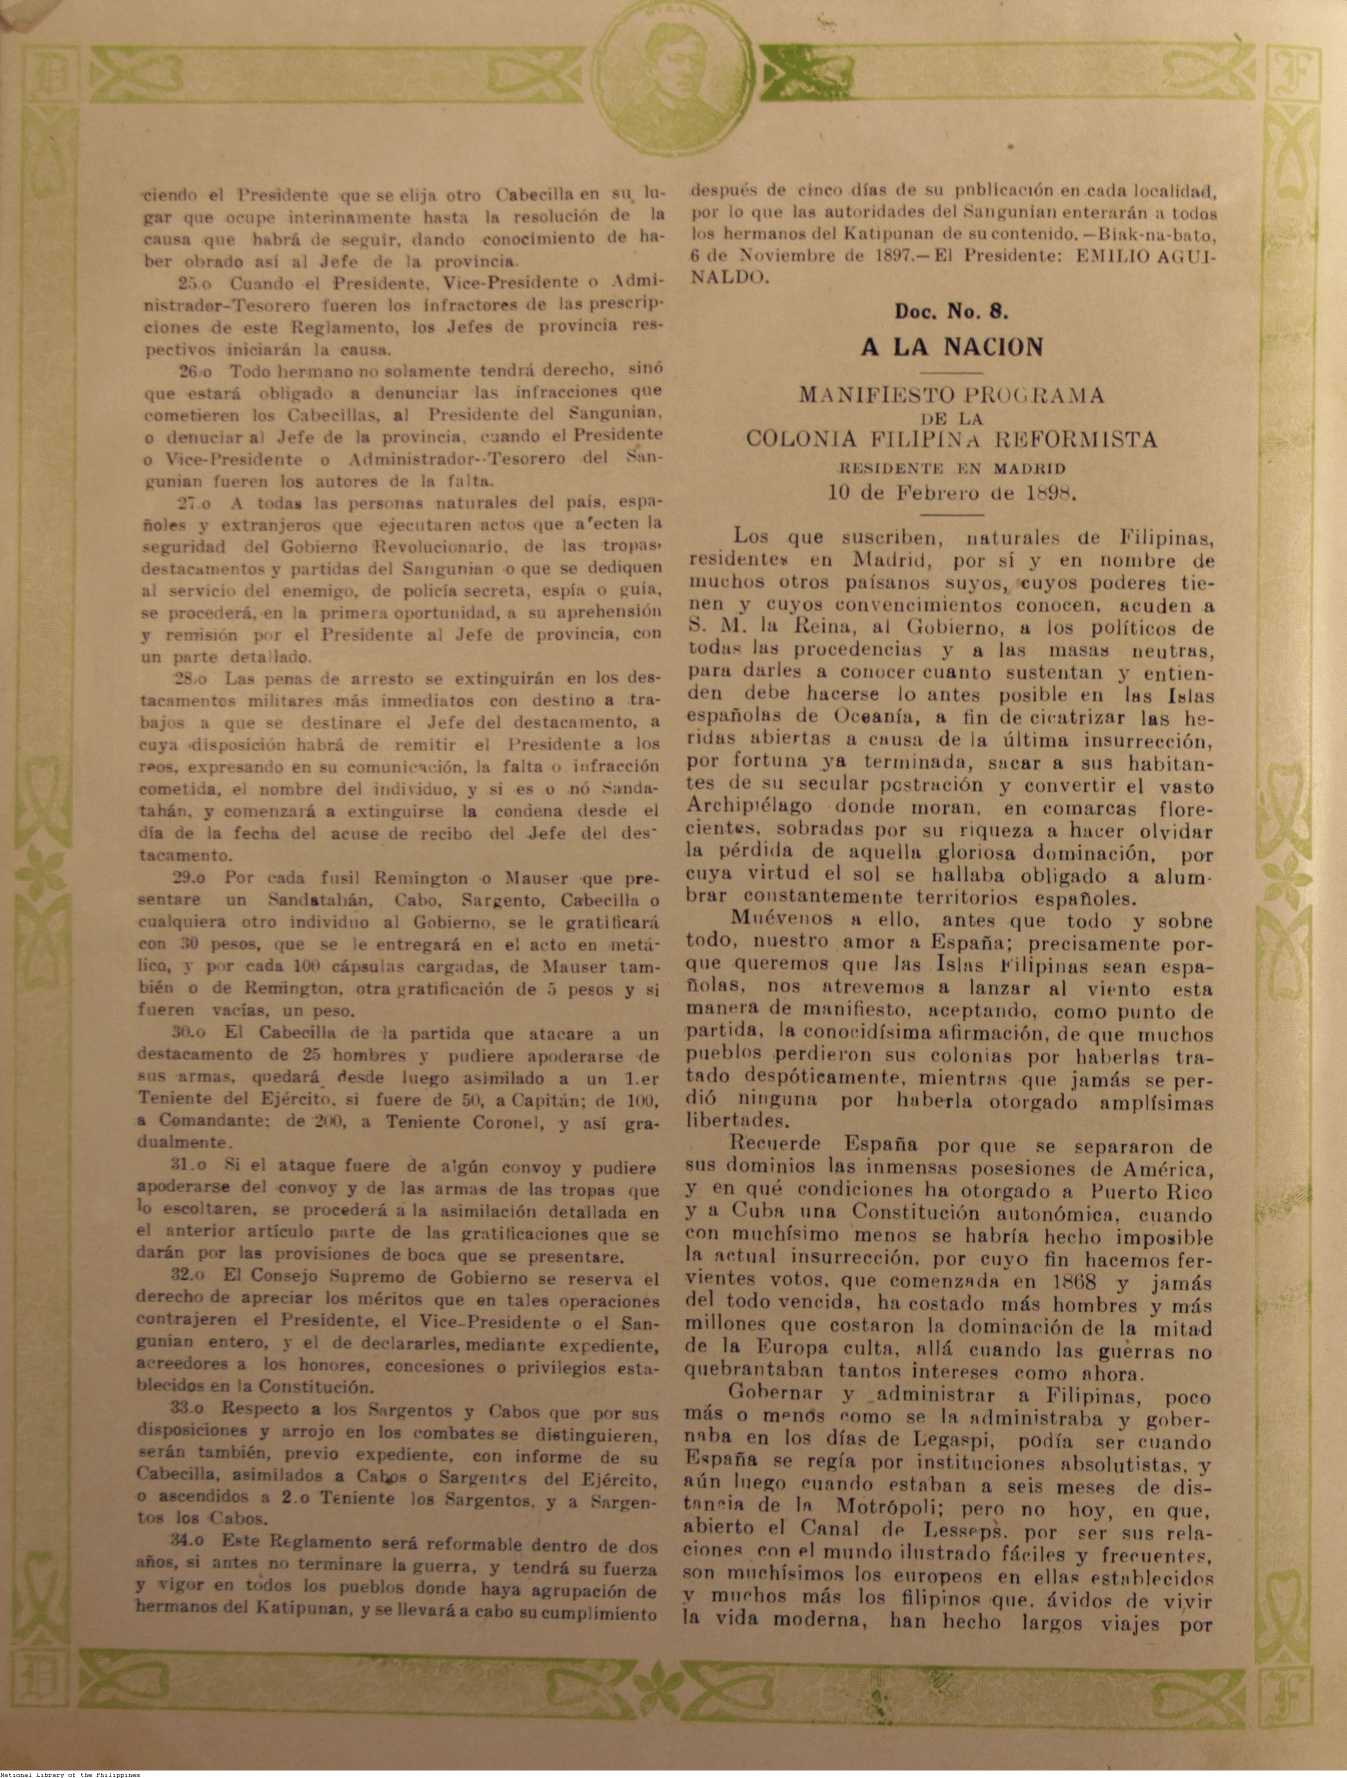 RIZAL
D
F
ciendo el Presidente que se elija otro Cabecilla en su lu-
gar que ocupe interinamente hasta la resolución de la
causa que habrá de seguir, dando conocimiento de ha-
ber obrado así al Jefe de la provincia.
25.o Cuando el Presidente, Vice-Presidente o Admi-
nistrador-Tesorero fueren los infractores de las prescrip-
ciones de este Reglamento, los Jefes de provincia res-
pectivos iniciarán la causa.
26.o Todo hermano no solamente tendrá derecho, sinó
que estará obligado a denunciar las infracciones que
cometieren los Cabecillas, al Presidente del Sangunian,
o denuciar al Jefe de la provincia, cuando el Presidente
o Vice-Presidente o Administrador--Tesorero del San-
gunian fueren los autores de la falta.
27.o A todas las personas naturales del país, espa-
ñoles y extranjeros que ejecutaren actos que afecten la
seguridad del Gobierno Revolucionario, de las tropas,
destacamentos y partidas del Sangunian o que se dediquen
al servicio del enemigo, de policía secreta, espía o guía,
se procederá, en la primera oportunidad, a su aprehensión
y remisión por el Presidente al Jefe de provincia, con
un parte detallado.
28.o Las penas de arresto se extinguirán en los des-
tacamentos militares más inmediatos con destino a tra-
bajos a que se destinare el Jefe del destacamento, a
cuya disposición habrá de remitir el Presidente a los
reos, expresando en su comunicación, la falta o infracción
cometida, el nombre del individuo, y si es o nó Sanda-
tahán, y comenzará a extinguirse la condena desde el
día de la fecha del acuse de recibo del Jefe del des-
tacamento.
29.o Por cada fusil Remington o Mauser que pre-
sentare un Sandatahán, Cabo, Sargento, Cabecilla o
cualquiera otro individuo al Gobierno, se le gratificará
con 30 pesos, que se le entregará en el acto en metá-
lico, y por cada 100 cápsulas cargadas, de Mauser tam-
bién o de Remington, otra gratificación de 5 pesos y si
fueren vacías, un peso.
30.o El Cabecilla de la partida que atacare a un
destacamento de 25 hombres y pudiere apoderarse de
sus armas, quedará desde luego asimilado a un 1.er
Teniente del Ejército, si fuere de 50, a Capitán; de 100,
a Comandante; de 200, a Teniente Coronel, y así gra-
dualmente.
31.o Si el ataque fuere de algún convoy y pudiere
apoderarse del convoy y de las armas de las tropas que
lo escoltaren, se procederá a la asimilación detallada en
el anterior artículo parte de las gratificaciones que se
darán por las provisiones de boca que se presentare.
32.o El Consejo Supremo de Gobierno se reserva el
derecho de apreciar los méritos que en tales operaciones
contrajeren el Presidente, el Vice-Presidente o el San-
gunian entero, y el de declararles, mediante expediente,
acreedores a los honores, concesiones o privilegios esta-
blecidos en la Constitución.
33.o Respecto a los Sargentos y Cabos que por sus
disposiciones y arrojo en los combates se distinguieren,
serán también, previo expediente, con informe de su
Cabecilla, asimilados a Cabos o Sargentos del Ejército,
o ascendidos a 2.o Teniente los Sargentos, y a Sargen-
tos los Cabos.
34.o Este Reglamento será reformable dentro de dos
años, si antes no terminare la guerra, y tendrá su fuerza
y vigor en todos los pueblos donde haya agrupación de
hermanos del Katipunan, y se llevará a cabo su cumplimiento
después de cinco días de su pnblicación en cada localidad,
por lo que las autoridades del Sangunian enterarán a todos
los hermanos del Katipunan de su contenido.—Biak-na-bato,
6 de Noviembre de 1897.—El Presidente: EMILIO AGUI-
NALDO.
Doc. No. 8.
A LA NACION
MANIFIESTO PROGRAMA
DE LA
COLONIA FILIPINA REFORMISTA
RESIDENTE EN MADRID
10 de Febrero de 1898.
Los que suscriben, naturales de Filipinas,
residentes en Madrid, por sí y en nombre de
muchos otros païsanos suyos, cuyos poderes tie-
nen y cuyos convencimientos conocen, acuden a
S. M. la Reina, al Gobierno, a los políticos de
todas las procedencias y a las masas neutras,
para darles a conocer cuanto sustentan y entien-
den debe hacerse lo antes posible en las Islas
españolas de Oceanía, a fin de cicatrizar las he-
ridas abiertas a causa de la última insurrección,
por fortuna ya terminada, sacar a sus habitan-
tes de su secular postración y convertir el vasto
Archipiélago donde moran, en comarcas flore-
cientes, sobradas por su riqueza a hacer olvidar
la pérdida de aquella gloriosa dominación, por
cuya virtud el sol se hallaba obligado a alum-
brar constantemente territorios españoles.
Muévenos a ello, antes que todo y sobre
todo, nuestro amor a España; precisamente por-
que queremos que las Islas Filipinas sean espa-
ñolas, nos atrevemos a lanzar al viento esta
manera de manifiesto, aceptando, como punto de
partida, la conocidísima afirmación, de que muchos
pueblos perdieron sus colonias por haberlas tra-
tado despóticamente, mientras que jamás se per-
dió ninguna por haberla otorgado amplísimas
libertades.
Recuerde España por que se separaron de
sus dominios las inmensas posesiones de América,
y en qué condiciones ha otorgado a Puerto Rico
y a Cuba una Constitución autonómica, cuando
con muchísimo menos se habría hecho imposible
la actual insurrección, por cuyo fin hacemos fer-
vientes votos, que comenzada en 1868 y jamás
del todo vencida, ha costado más hombres y más
millones que costaron la dominación de la mitad
de la Europa culta, allá cuando las guerras no
quebrantaban tantos intereses como ahora.
Gobernar y administrar a Filipinas, poco
más o menos como se la administraba y gober-
naba en los días de Legaspi, podía ser cuando
España se regía por instituciones absolutistas, y
aún luego cuando estaban a seis meses de dis-
tancia de la Motrópoli; pero no hoy, en que,
abierto el Canal de Lesseps, por ser sus rela-
ciones con el mundo ilustrado fáciles y frecuentes,
son muchísimos los europeos en ellas establecidos
y muchos más los filipinos que, ávidos de vivir
la vida moderna, han hecho largos viajes por
D
F
National Library of the Philippines